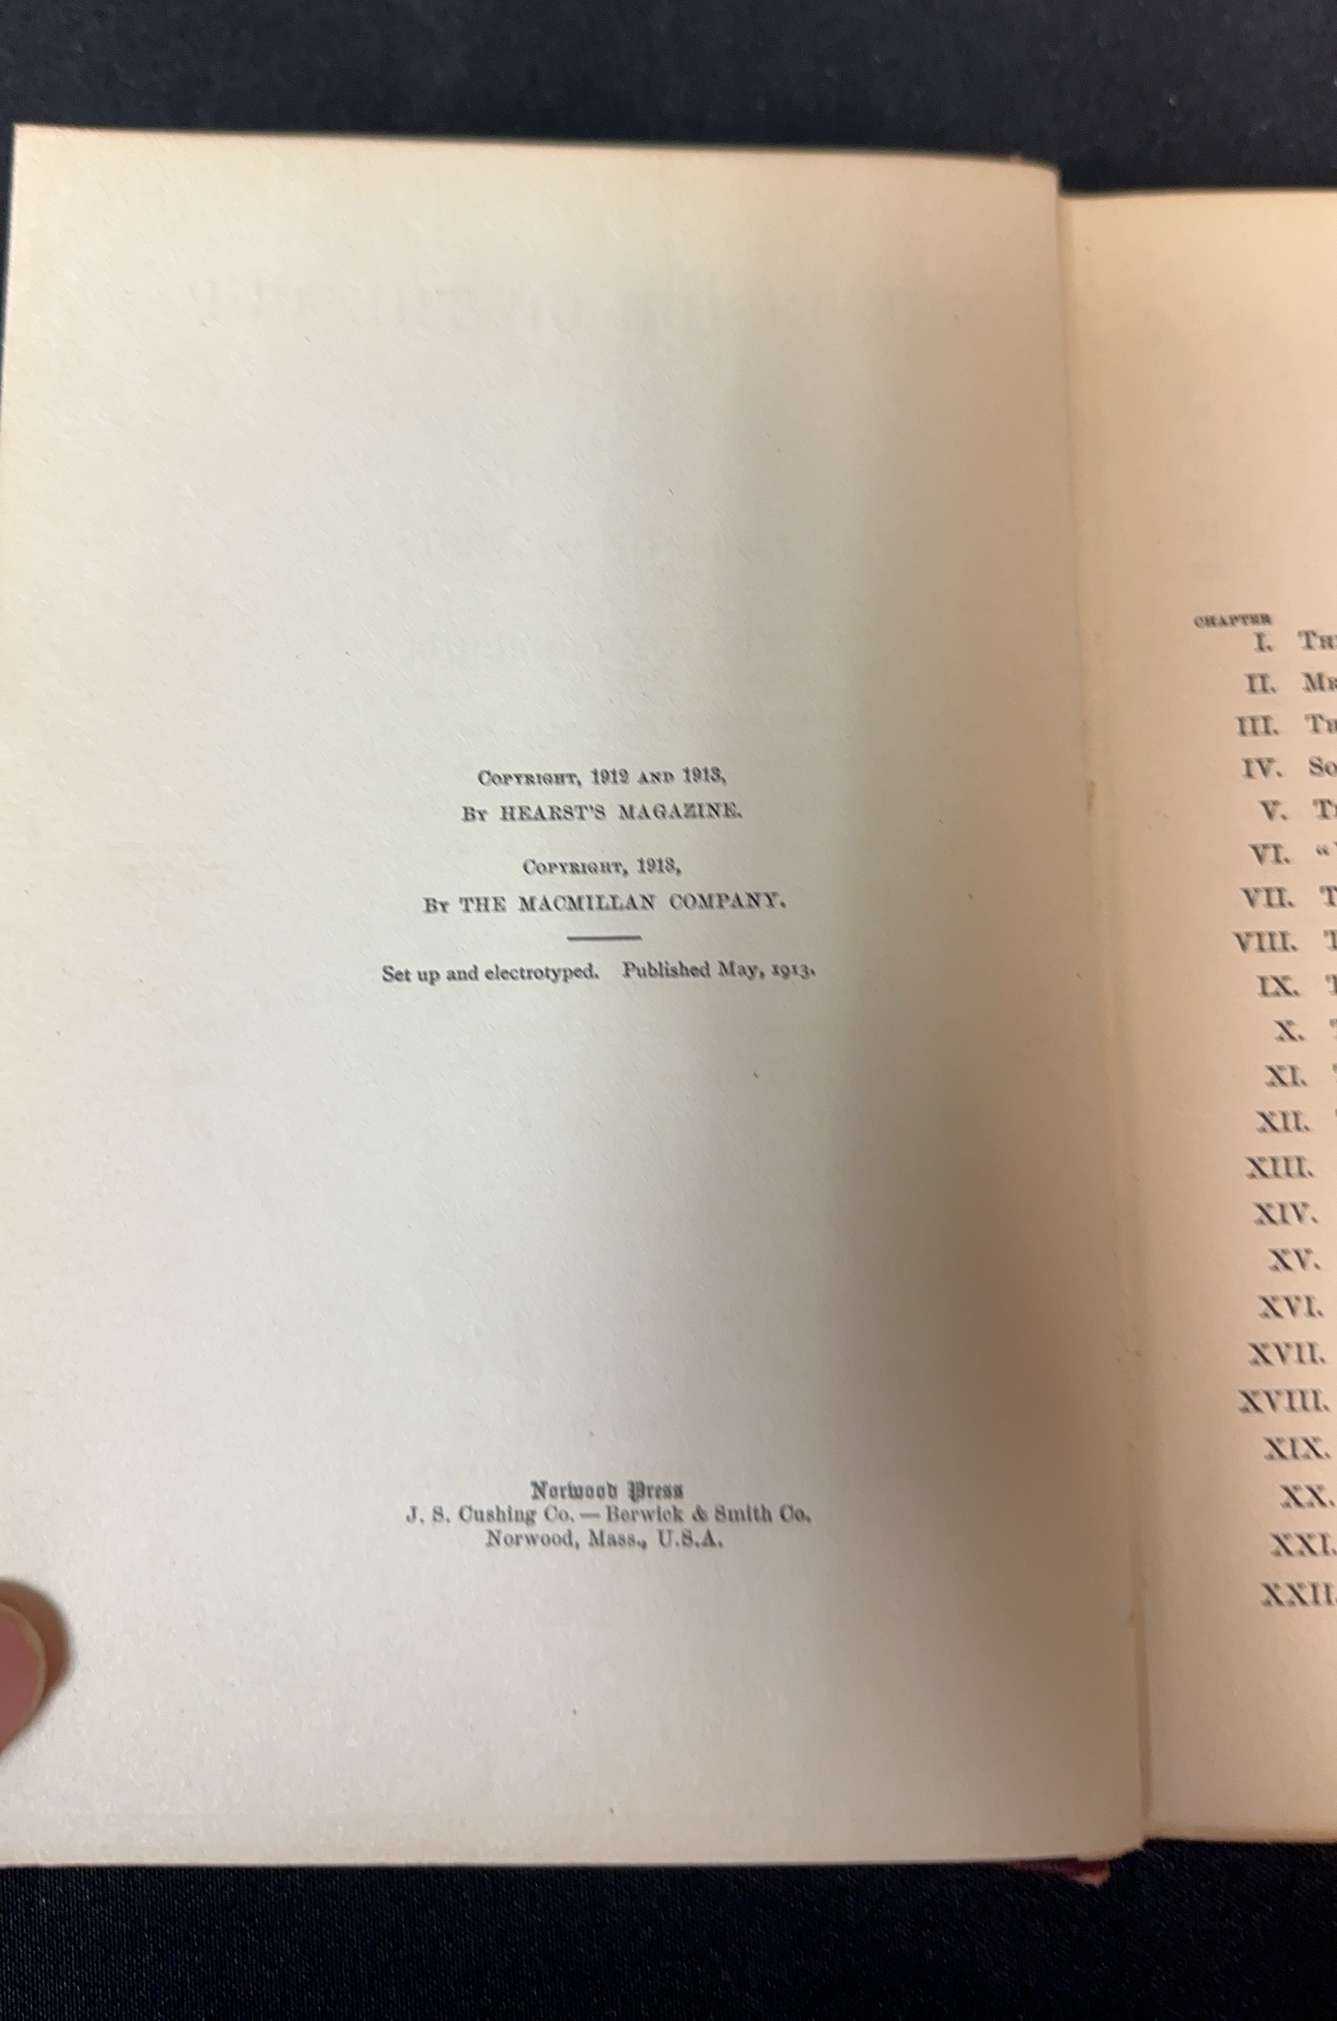 COPYRIGHT, 1912 AND 1913,
BY HEARST'S MAGAZINE.
COPYRIGHT, 1913,
BY THE MACMILLAN COMPANY.
Set up and electrotyped. Published May, 1913.
Norwood Press
J. S. Cushing Co. — Berwick & Smith Co.
Norwood, Mass., U.S.A.
CHAPTER
I.
II.
III.
IV.
V.
VI.
VII.
VIII.
IX.
X.
XI.
XII.
XIII.
XIV.
XV.
XVI.
XVII.
XVIII.
XIX.
XX.
XXI.
XXII.